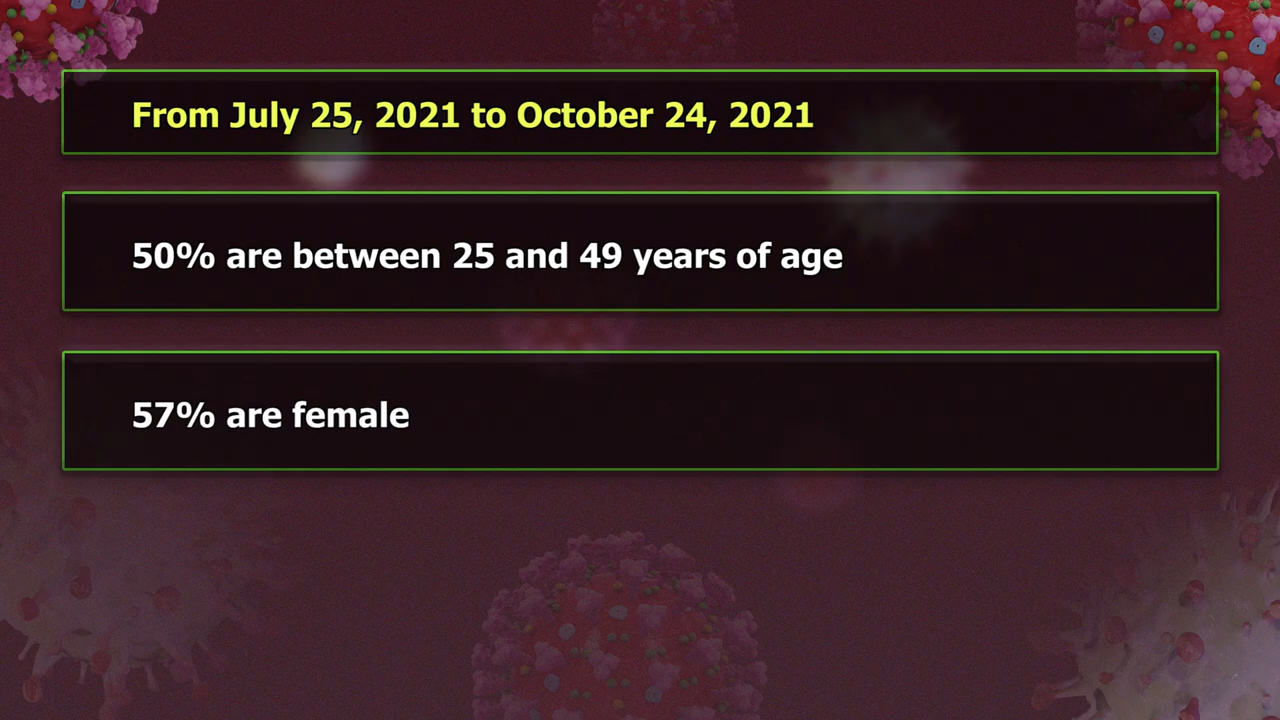 From July 25, 2021 to October 24, 2021
50% are between 25 and 49 years of age
57% are female